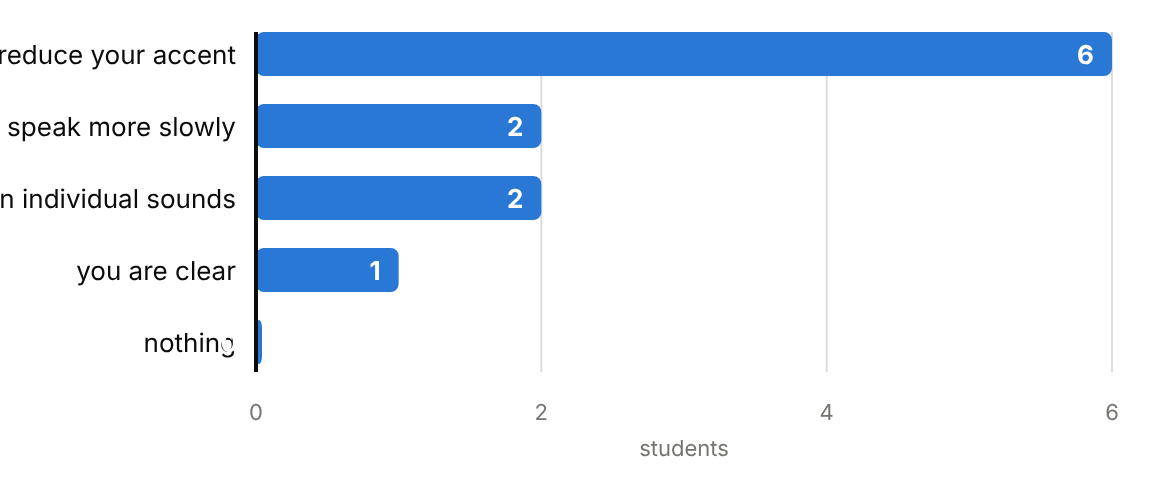 reduce your accent 6
speak more slowly 2
n individual sounds 2
you are clear 1
nothing 0
0 2 4 6
students